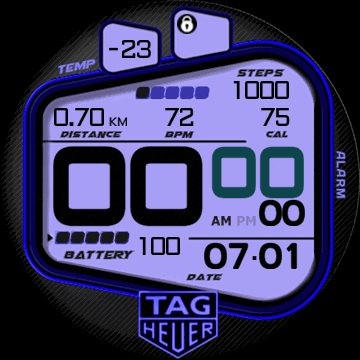 -23
TEMP
STEPS
1000
0.70 KM
72
75
DISTANCE
BPM
CAL
00
00
ALARM
AM PM 00
100
BATTERY
07·01
DATE
TAG
HEUER